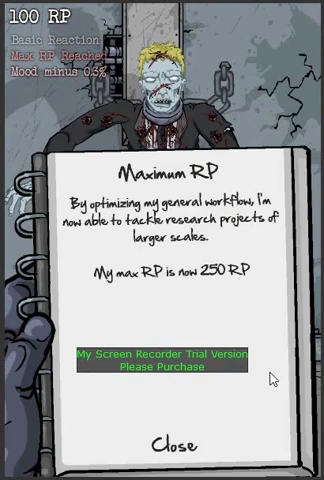 100 RP
Basic Reaction
Max RP Reached
Mood minus 0.3%
Maximum RP
By optimizing my general workflow, I'm
now able to tackle research projects of
larger scales.
My max RP is now 250 RP
My Screen Recorder Trial Version
Please Purchase
Close